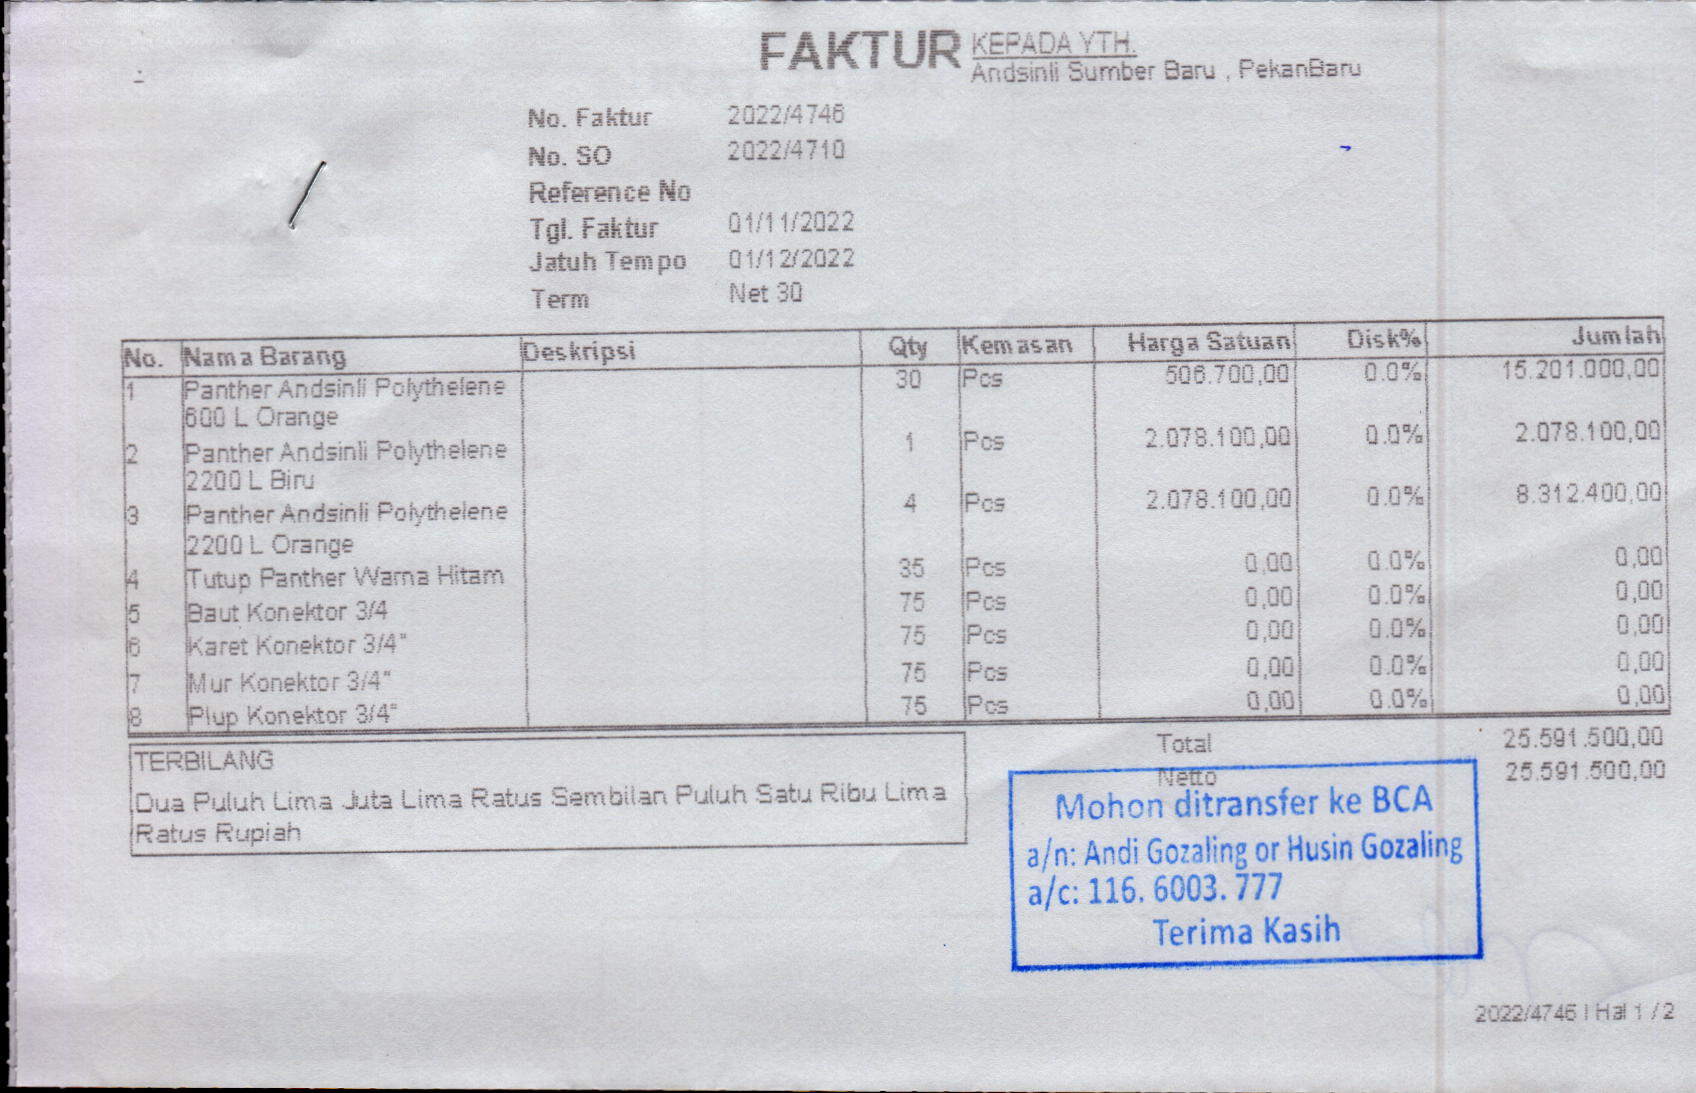 FAKTUR KEPADA YTH.
Andsinli Sumber Baru , PekanBaru
No. Faktur 2022/4746
No. SO 2022/4710
Reference No
Tgl. Faktur 01/11/2022
Jatuh Tempo 01/12/2022
Term Net 30
No. Nama Barang Deskripsi Qty Kemasan Harga Satuan Disk% Jumlah
1 Panther Andsinli Polythelene 30 Pcs 506.700,00 0.0% 15.201.000,00
600 L Orange
2 Panther Andsinli Polythelene 1 Pcs 2.078.100,00 0.0% 2.078.100,00
2200 L Biru
3 Panther Andsinli Polythelene 4 Pcs 2.078.100,00 0.0% 8.312.400,00
2200 L Orange
4 Tutup Panther Warna Hitam 35 Pcs 0,00 0.0% 0,00
5 Baut Konektor 3/4 75 Pcs 0,00 0.0% 0,00
6 Karet Konektor 3/4" 75 Pcs 0,00 0.0% 0,00
7 Mur Konektor 3/4" 75 Pcs 0,00 0.0% 0,00
8 Plup Konektor 3/4" 75 Pcs 0,00 0.0% 0,00
TERBILANG
Dua Puluh Lima Juta Lima Ratus Sembilan Puluh Satu Ribu Lima
Ratus Rupiah
Total 25.591.500,00
Netto 25.591.500,00
Mohon ditransfer ke BCA
a/n: Andi Gozaling or Husin Gozaling
a/c: 116. 6003. 777
Terima Kasih
2022/4746 | Hal 1 / 2